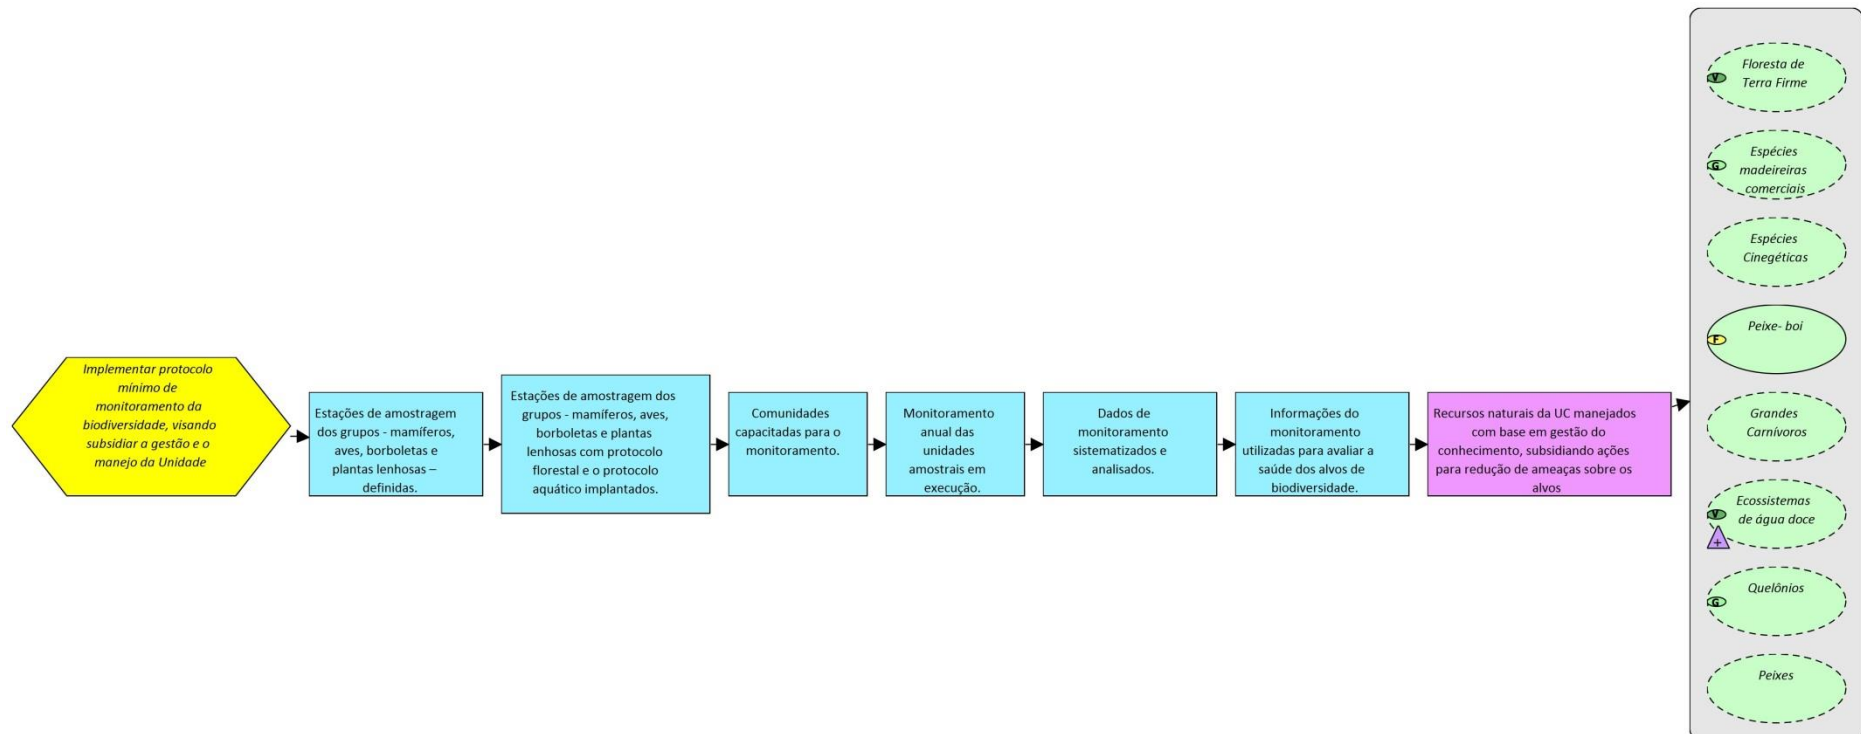 Implementar protocolo
mínimo de
monitoramento da
biodiversidade, visando
subsidiar a gestão e o
manejo da Unidade
Estações de amostragem
dos grupos - mamíferos,
aves, borboletas e
plantas lenhosas –
definidas.
Estações de amostragem dos
grupos - mamíferos, aves,
borboletas e plantas
lenhosas com protocolo
florestal e o protocolo
aquático implantados.
Comunidades
capacitadas para o
monitoramento.
Monitoramento
anual das
unidades
amostrais em
execução.
Dados de
monitoramento
sistematizados e
analisados.
Informações do
monitoramento
utilizadas para avaliar a
saúde dos alvos de
biodiversidade.
Recursos naturais da UC manejados
com base em gestão do
conhecimento, subsidiando ações
para redução de ameaças sobre os
alvos
Floresta de
Terra Firme
V
Espécies
madeireiras
comerciais
G
Espécies
Cinegéticas
Peixe- boi
F
Grandes
Carnívoros
Ecossistemas
de água doce
V
+
Quelônios
G
Peixes